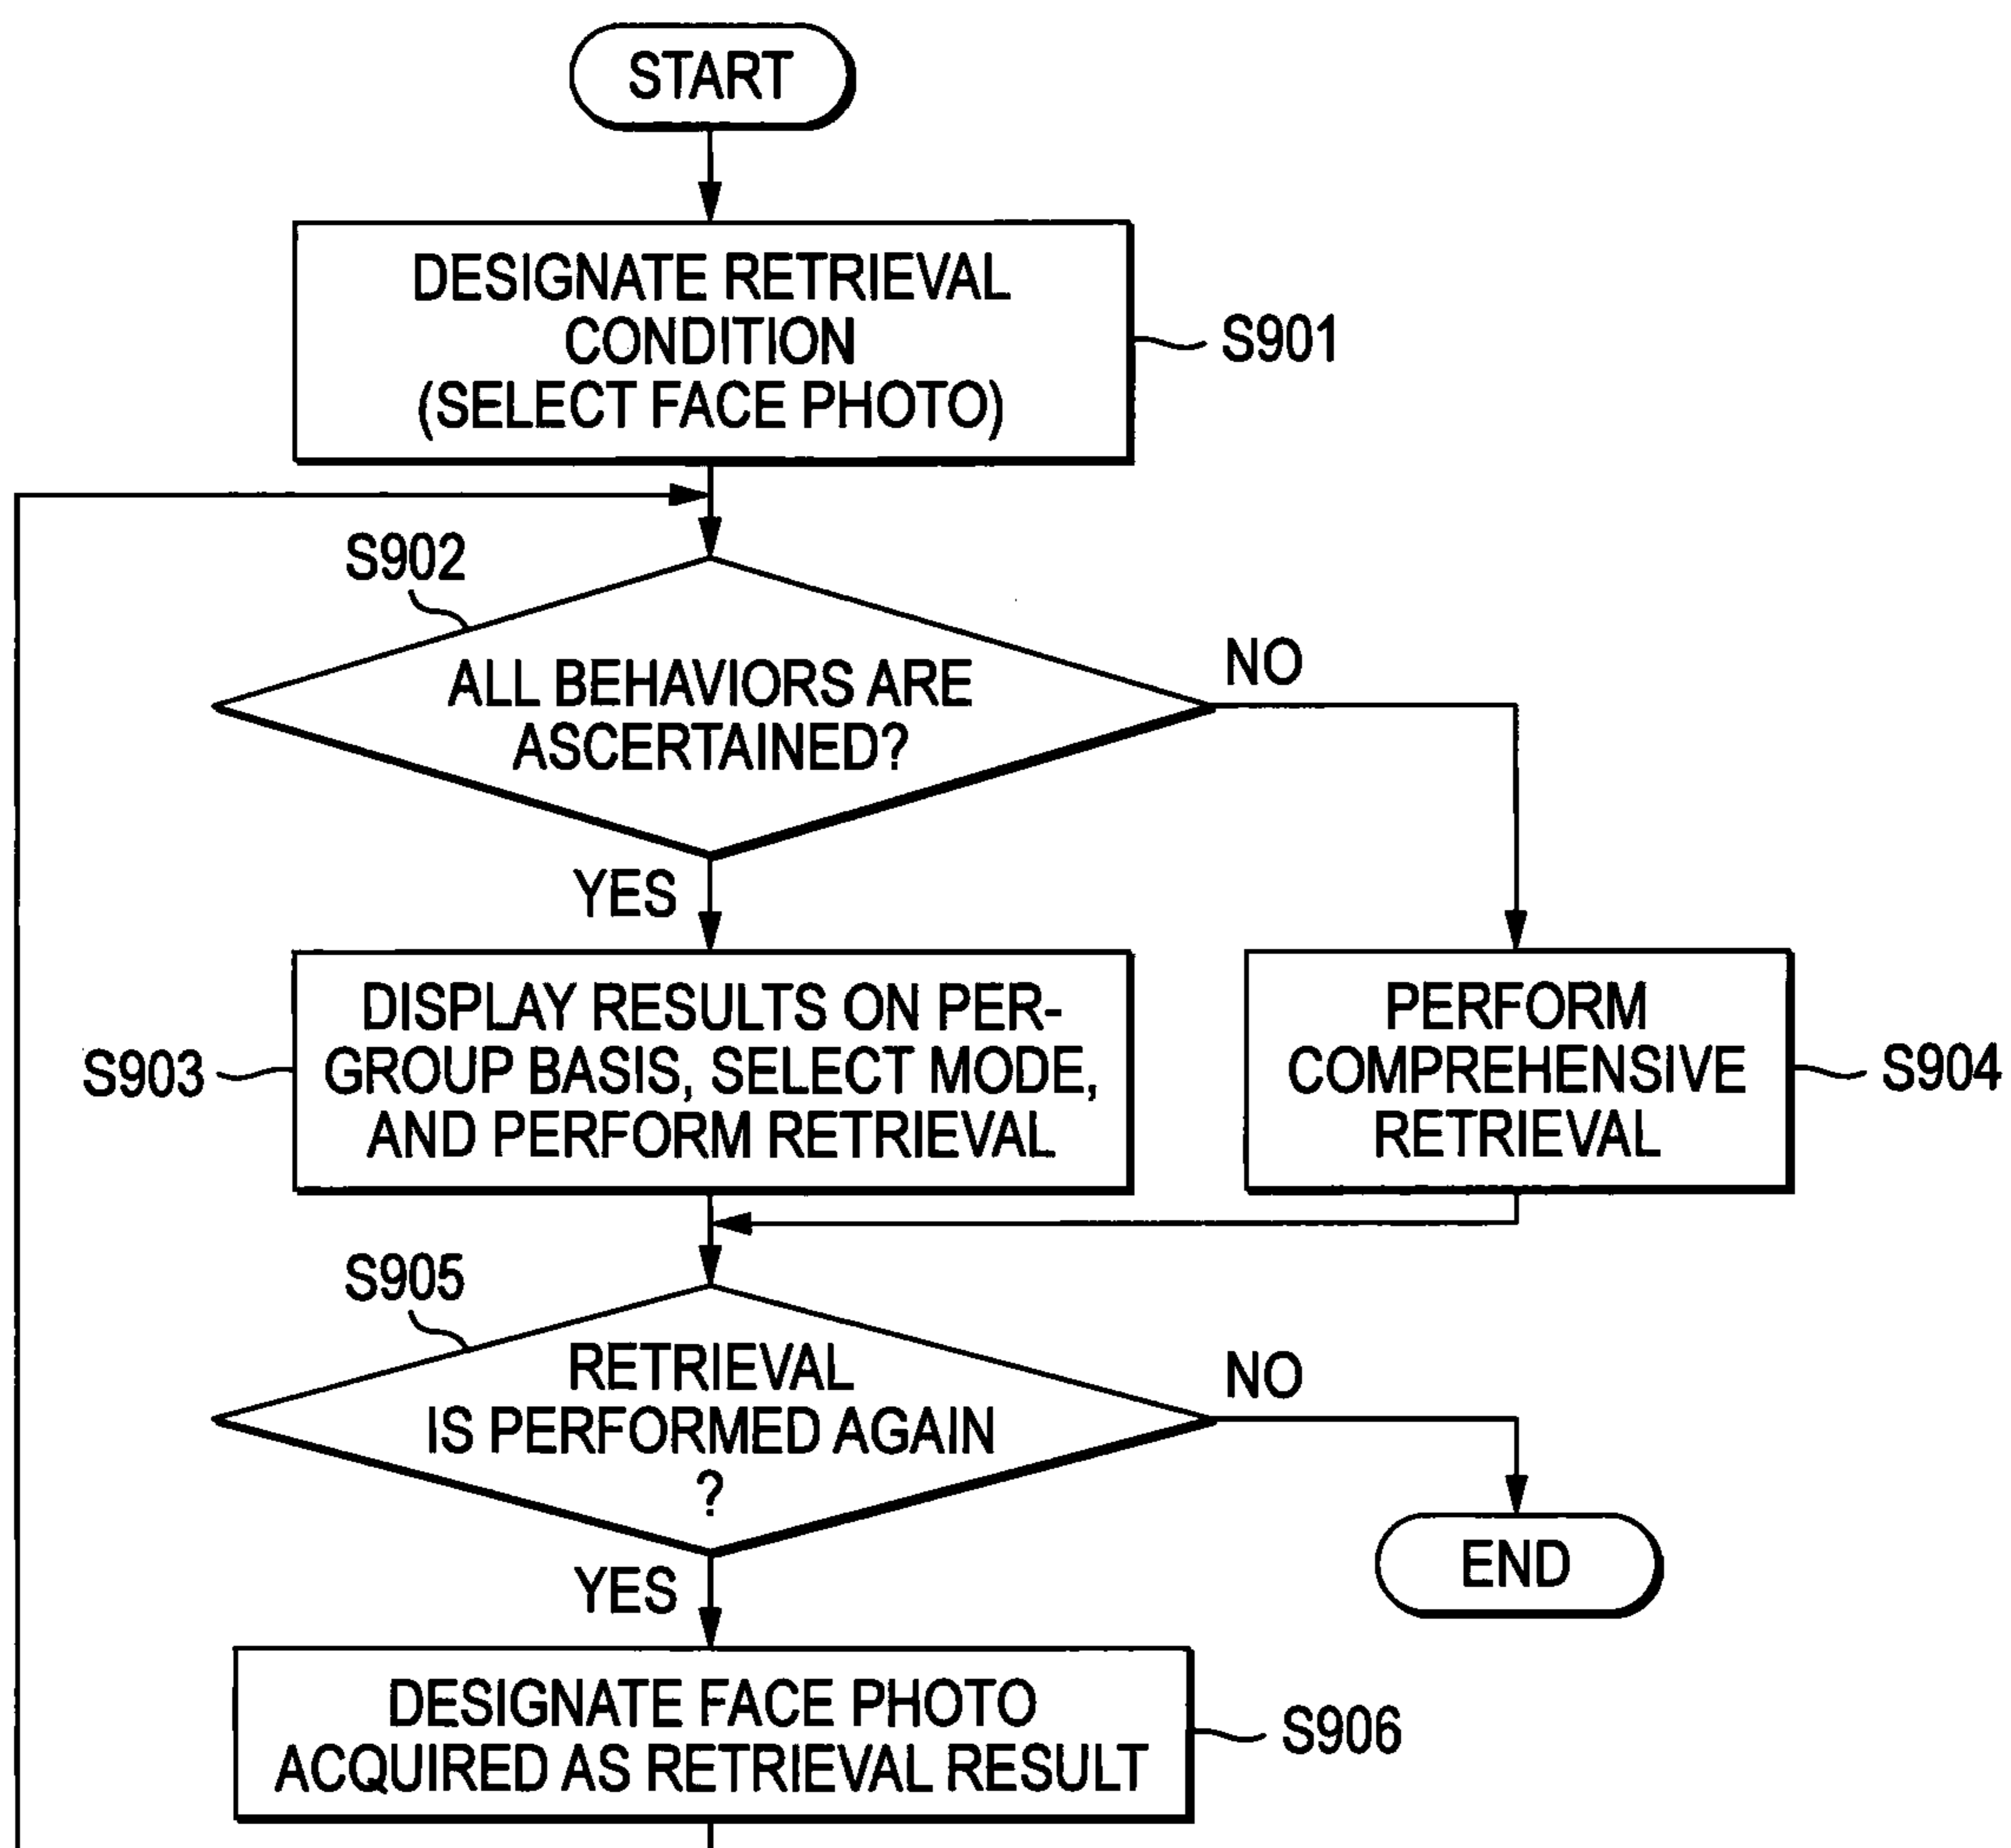 START
DESIGNATE RETRIEVAL
CONDITION
(SELECT FACE PHOTO)
S901
S902
ALL BEHAVIORS ARE
ASCERTAINED?
NO
YES
DISPLAY RESULTS ON PER-
GROUP BASIS, SELECT MODE,
AND PERFORM RETRIEVAL
S903
PERFORM
COMPREHENSIVE
RETRIEVAL
S904
S905
RETRIEVAL
IS PERFORMED AGAIN
?
NO
END
YES
DESIGNATE FACE PHOTO
ACQUIRED AS RETRIEVAL RESULT
S906